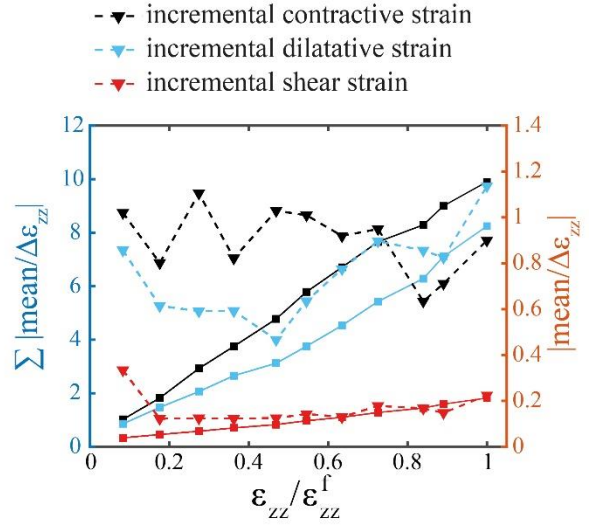 incremental contractive strain
incremental dilatative strain
incremental shear strain
12
10
8
6
4
2
0
∑ |mean/Δε_zz|
1.4
1.2
1
0.8
0.6
0.4
0.2
0
|mean/Δε_zz|
0 0.2 0.4 0.6 0.8 1
ε_zz/ε_zz^f